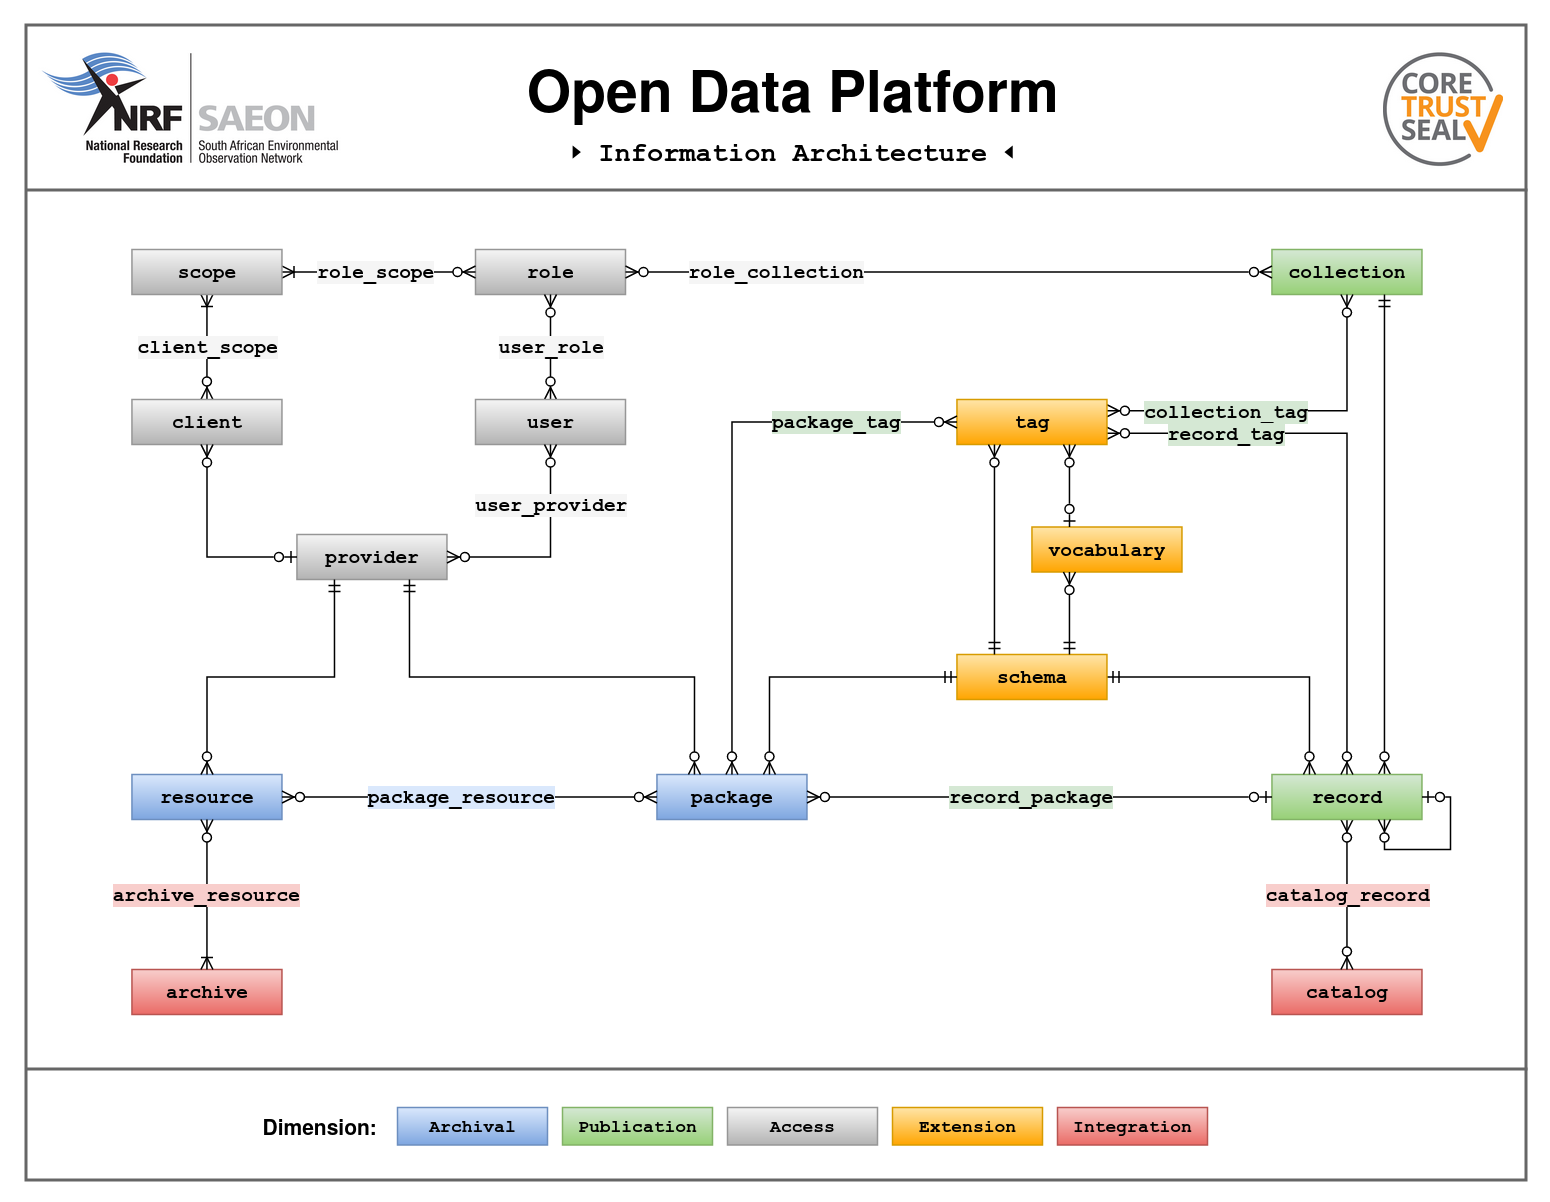 NRF
National Research
Foundation
SAEON
South African Environmental
Observation Network
Open Data Platform
Information Architecture
CORE
TRUST
SEAL
scope
role_scope
role
role_collection
collection
client_scope
user_role
client
user
package_tag
tag
collection_tag
record_tag
user_provider
provider
vocabulary
schema
resource
package_resource
package
record_package
record
archive_resource
catalog_record
archive
catalog
Dimension:
Archival
Publication
Access
Extension
Integration